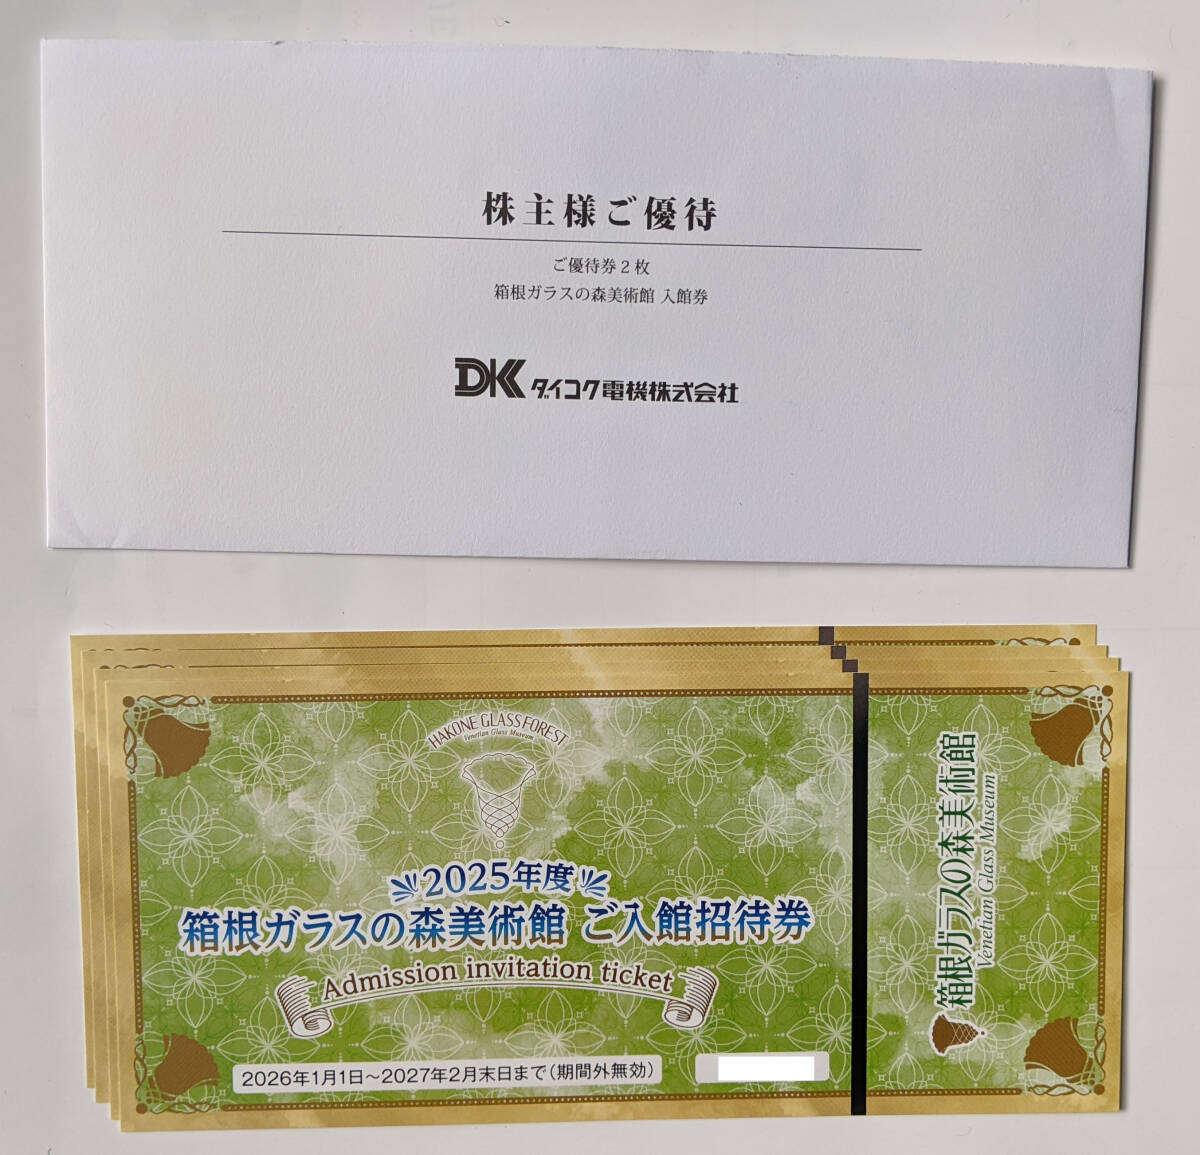 株主様ご優待
ご優待券2枚
箱根ガラスの森美術館 入館券
DK ダイコク電機株式会社
HAKONE GLASS FOREST
Venetian Glass Museum
2025年度
箱根ガラスの森美術館 ご入館招待券
Admission invitation ticket
2026年1月1日～2027年2月末日まで（期間外無効）
箱根ガラスの森美術館
Venetian Glass Museum